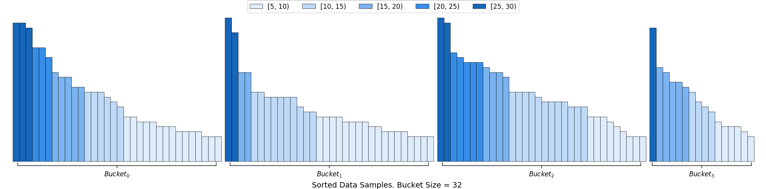 [5, 10) [10, 15) [15, 20) [20, 25) [25, 30)
Bucket₀ Bucket₁ Bucket₂ Bucket₃
Sorted Data Samples. Bucket Size = 32